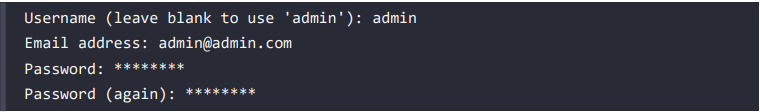 Username (leave blank to use 'admin'): admin
Email address: admin@admin.com
Password: ********
Password (again): ********